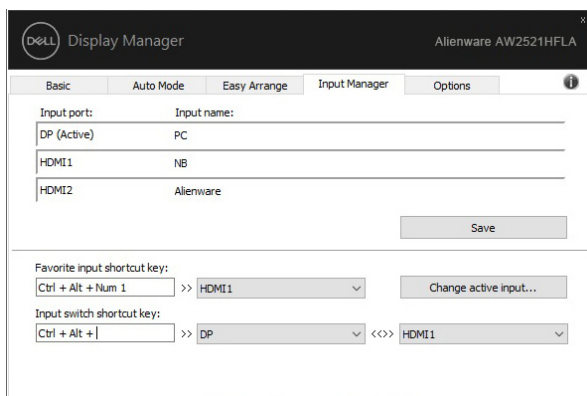 DELL Display Manager Alienware AW2521HFLA
Basic Auto Mode Easy Arrange Input Manager Options
Input port: Input name:
DP (Active) PC
HDMI1 NB
HDMI2 Alienware
Save
Favorite input shortcut key:
Ctrl + Alt + Num 1 >> HDMI1 Change active input...
Input switch shortcut key:
Ctrl + Alt + >> DP <<>> HDMI1